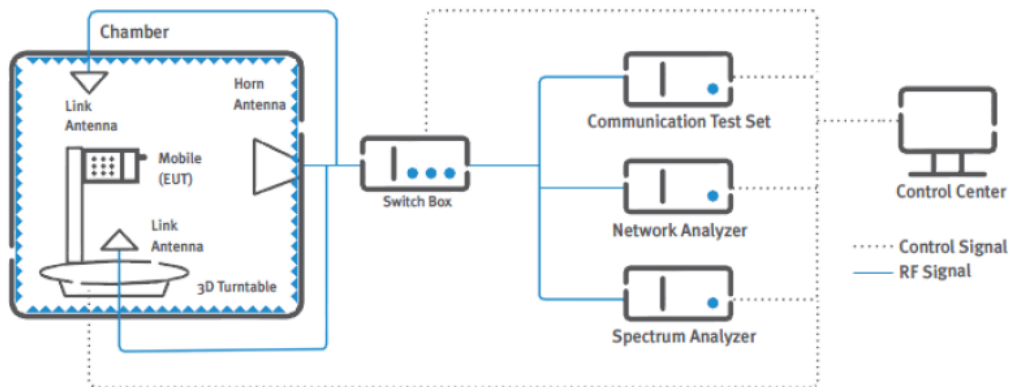 Chamber
Link
Antenna
Horn
Antenna
Mobile
(EUT)
Link
Antenna
3D Turntable
Switch Box
Communication Test Set
Network Analyzer
Spectrum Analyzer
Control Center
Control Signal
RF Signal